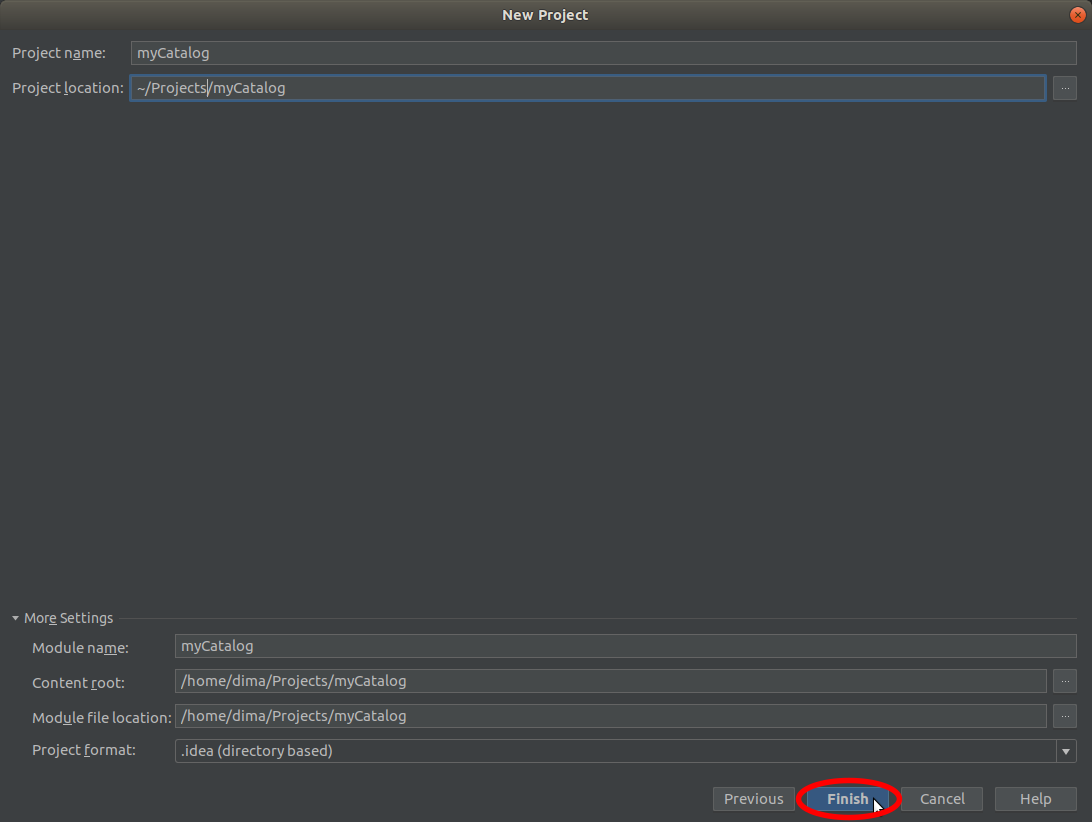 New Project
Project name: myCatalog
Project location: ~/Projects/myCatalog ...
More Settings
Module name: myCatalog
Content root: /home/dima/Projects/myCatalog ...
Module file location: /home/dima/Projects/myCatalog ...
Project format: .idea (directory based)
Previous Finish Cancel Help